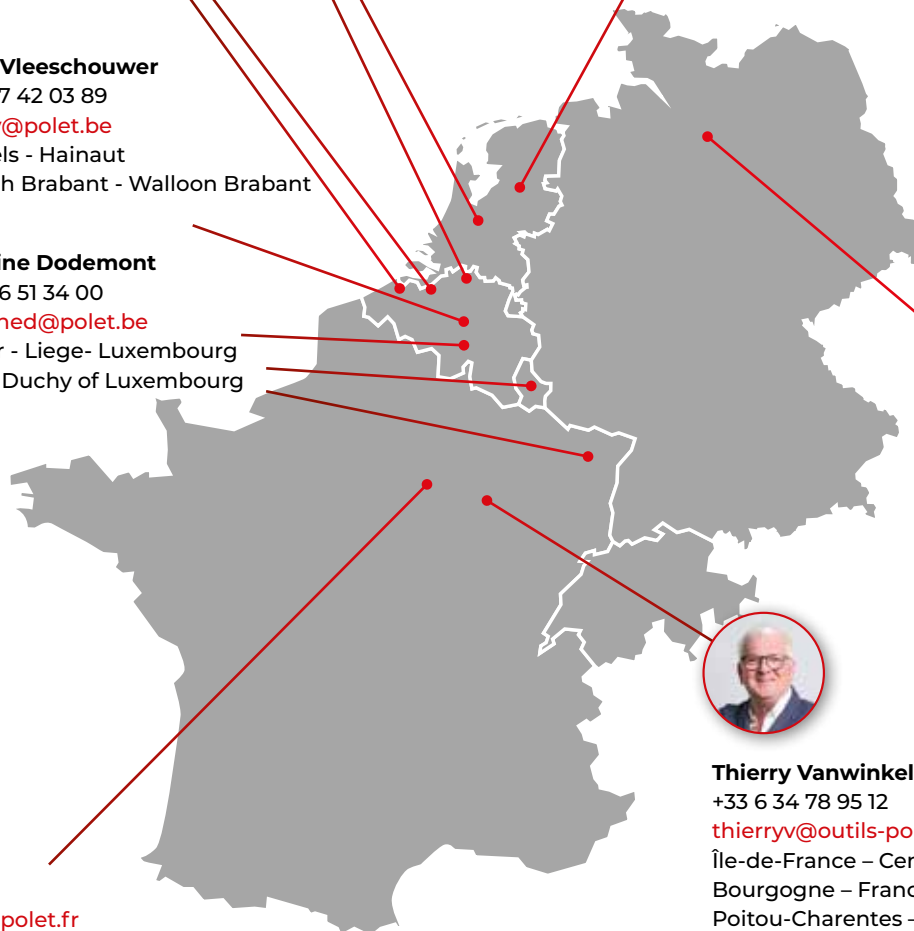 Vleeschouwer
7 42 03 89
@polet.be
els - Hainaut
h Brabant - Walloon Brabant
ine Dodemont
6 51 34 00
ned@polet.be
r - Liege- Luxembourg
Duchy of Luxembourg
Thierry Vanwinkel
+33 6 34 78 95 12
thierryv@outils-po
Île-de-France – Cen
Bourgogne – Franc
Poitou-Charentes –
polet.fr